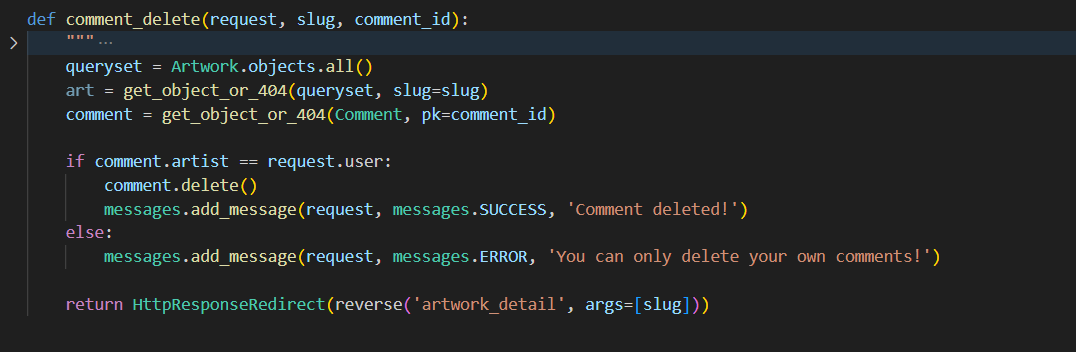 def comment_delete(request, slug, comment_id):
    """ ...
    queryset = Artwork.objects.all()
    art = get_object_or_404(queryset, slug=slug)
    comment = get_object_or_404(Comment, pk=comment_id)

    if comment.artist == request.user:
        comment.delete()
        messages.add_message(request, messages.SUCCESS, 'Comment deleted!')
    else:
        messages.add_message(request, messages.ERROR, 'You can only delete your own comments!')

    return HttpResponseRedirect(reverse('artwork_detail', args=[slug]))